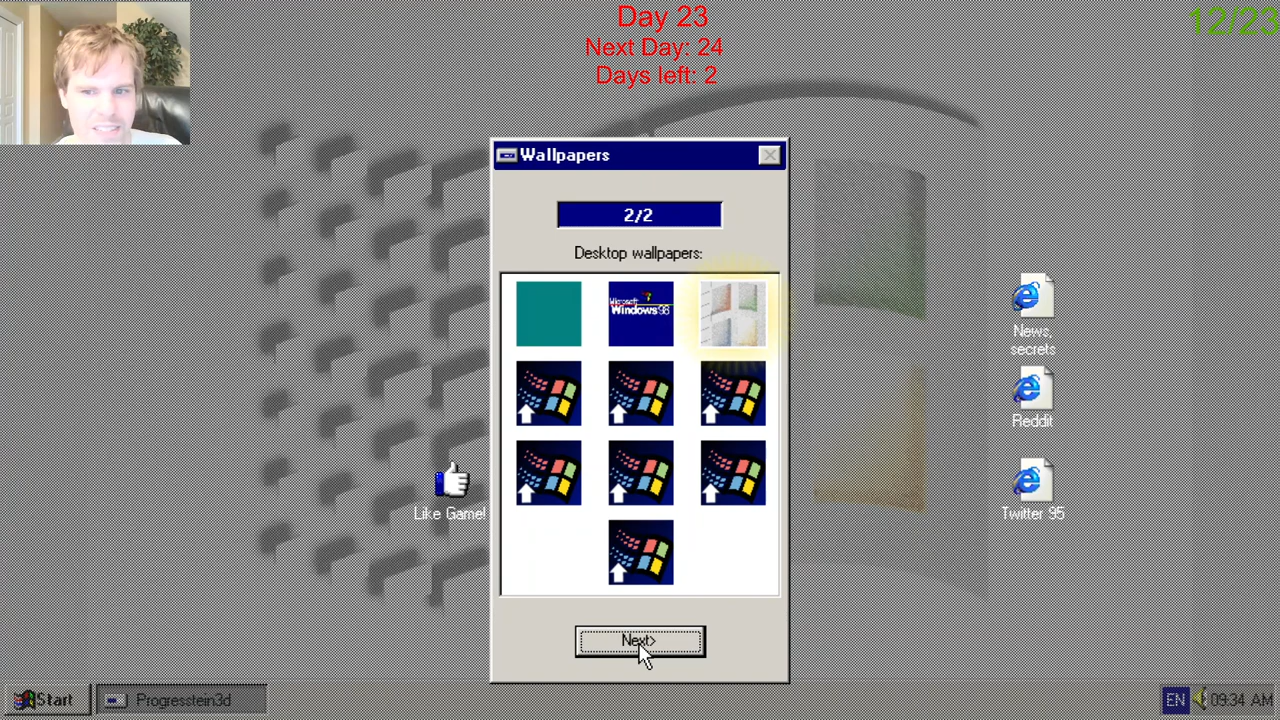 Day 23
Next Day: 24
Days left: 2
12/23
Wallpapers
2/2
Desktop wallpapers:
Microsoft
Windows98
News,
secrets
Reddit
Like Game!
Twitter 95
Next>
Start
Progresstein3d
EN
09:34 AM